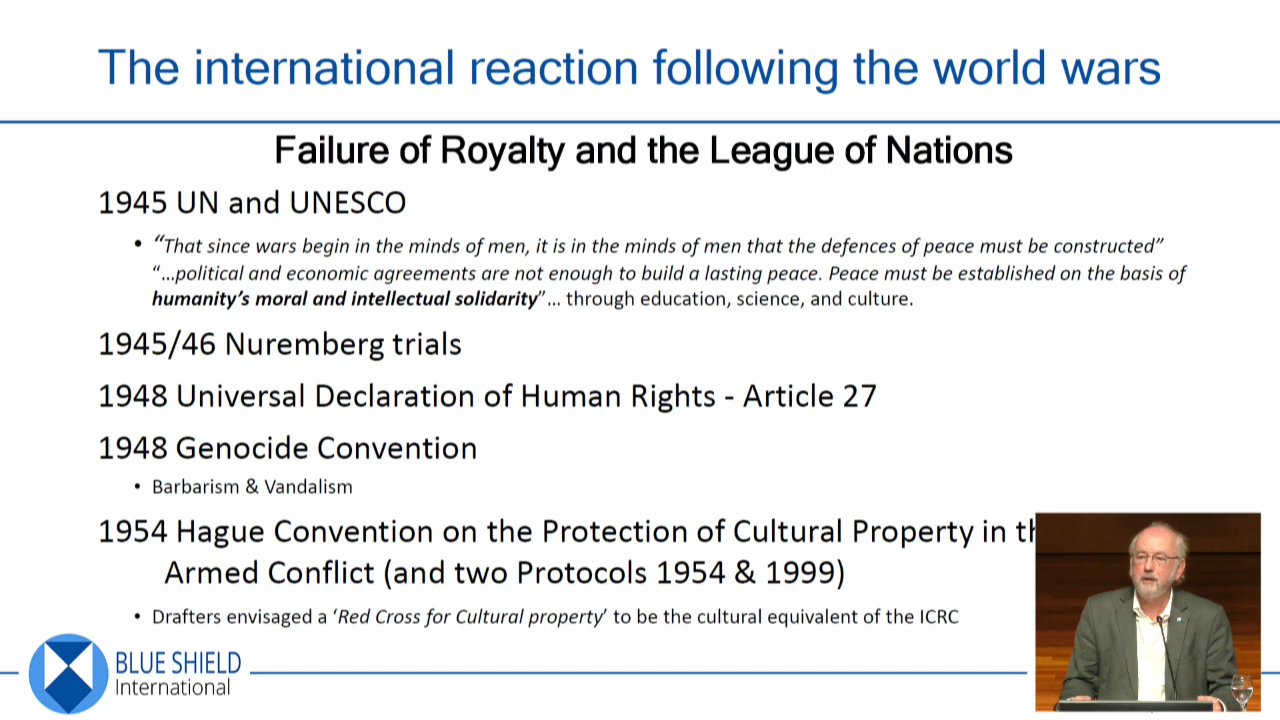 The international reaction following the world wars
Failure of Royalty and the League of Nations
1945 UN and UNESCO
• “That since wars begin in the minds of men, it is in the minds of men that the defences of peace must be constructed”
“…political and economic agreements are not enough to build a lasting peace. Peace must be established on the basis of
humanity’s moral and intellectual solidarity”… through education, science, and culture.
1945/46 Nuremberg trials
1948 Universal Declaration of Human Rights - Article 27
1948 Genocide Convention
• Barbarism & Vandalism
1954 Hague Convention on the Protection of Cultural Property in
Armed Conflict (and two Protocols 1954 & 1999)
• Drafters envisaged a ‘Red Cross for Cultural property’ to be the cultural equivalent of the ICRC
BLUE SHIELD
International